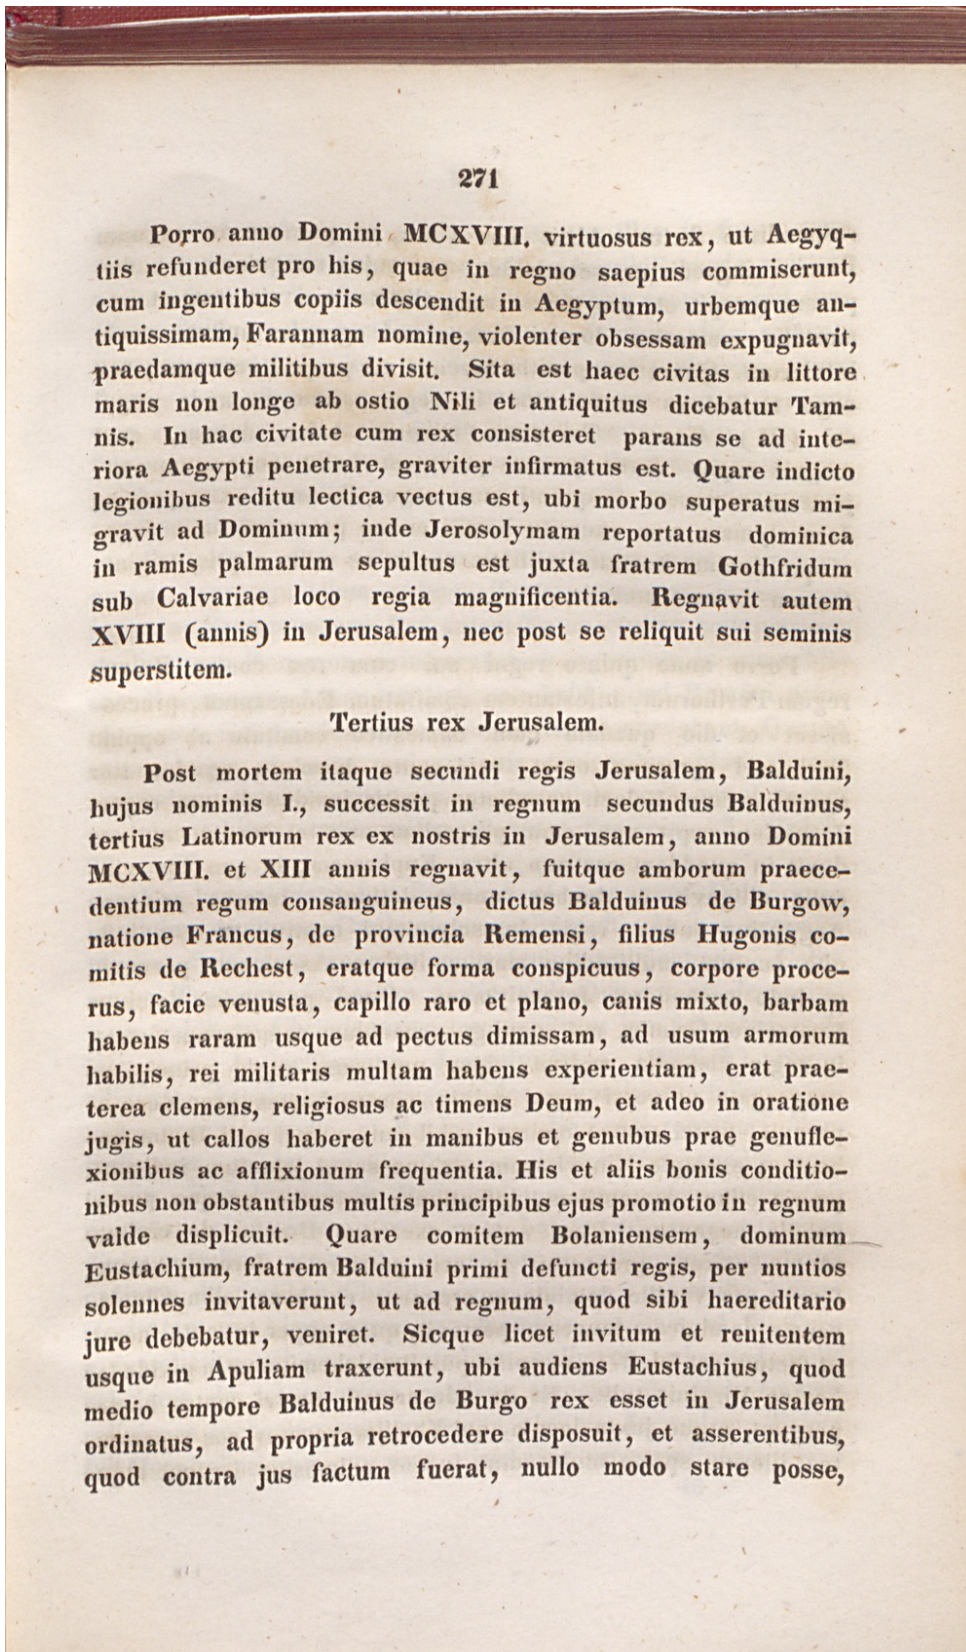 271
Porro anno Domini MCXVIII. virtuosus rex, ut Aegyq-
tiis refunderet pro his, quae in regno saepius commiserunt,
cum ingentibus copiis descendit in Aegyptum, urbemque an-
tiquissimam, Farannam nomine, violenter obsessam expugnavit,
praedamque militibus divisit. Sita est haec civitas in littore
maris non longe ab ostio Nili et antiquitus dicebatur Tam-
nis. In hac civitate cum rex consisteret parans se ad inte-
riora Aegypti penetrare, graviter infirmatus est. Quare indicto
legionibus reditu lectica vectus est, ubi morbo superatus mi-
gravit ad Dominum; inde Jerosolymam reportatus dominica
in ramis palmarum sepultus est juxta fratrem Gothfridum
sub Calvariae loco regia magnificentia. Regnavit autem
XVIII (annis) in Jerusalem, nec post se reliquit sui seminis
superstitem.
Tertius rex Jerusalem.
Post mortem itaque secundi regis Jerusalem, Balduini,
hujus nominis I., successit in regnum secundus Balduinus,
tertius Latinorum rex ex nostris in Jerusalem, anno Domini
MCXVIII. et XIII annis regnavit, fuitque amborum praece-
dentium regum consanguineus, dictus Balduinus de Burgow,
natione Francus, de provincia Remensi, filius Hugonis co-
mitis de Rechest, eratque forma conspicuus, corpore proce-
rus, facie venusta, capillo raro et plano, canis mixto, barbam
habens raram usque ad pectus dimissam, ad usum armorum
habilis, rei militaris multam habens experientiam, erat prae-
terea clemens, religiosus ac timens Deum, et adeo in oratione
jugis, ut callos haberet in manibus et genubus prae genufle-
xionibus ac afflixionum frequentia. His et aliis bonis conditio-
nibus non obstantibus multis principibus ejus promotio in regnum
valde displicuit. Quare comitem Bolaniensem, dominum
Eustachium, fratrem Balduini primi defuncti regis, per nuntios
solennes invitaverunt, ut ad regnum, quod sibi haereditario
jure debebatur, veniret. Sicque licet invitum et renitentem
usque in Apuliam traxerunt, ubi audiens Eustachius, quod
medio tempore Balduinus de Burgo rex esset in Jerusalem
ordinatus, ad propria retrocedere disposuit, et asserentibus,
quod contra jus factum fuerat, nullo modo stare posse,